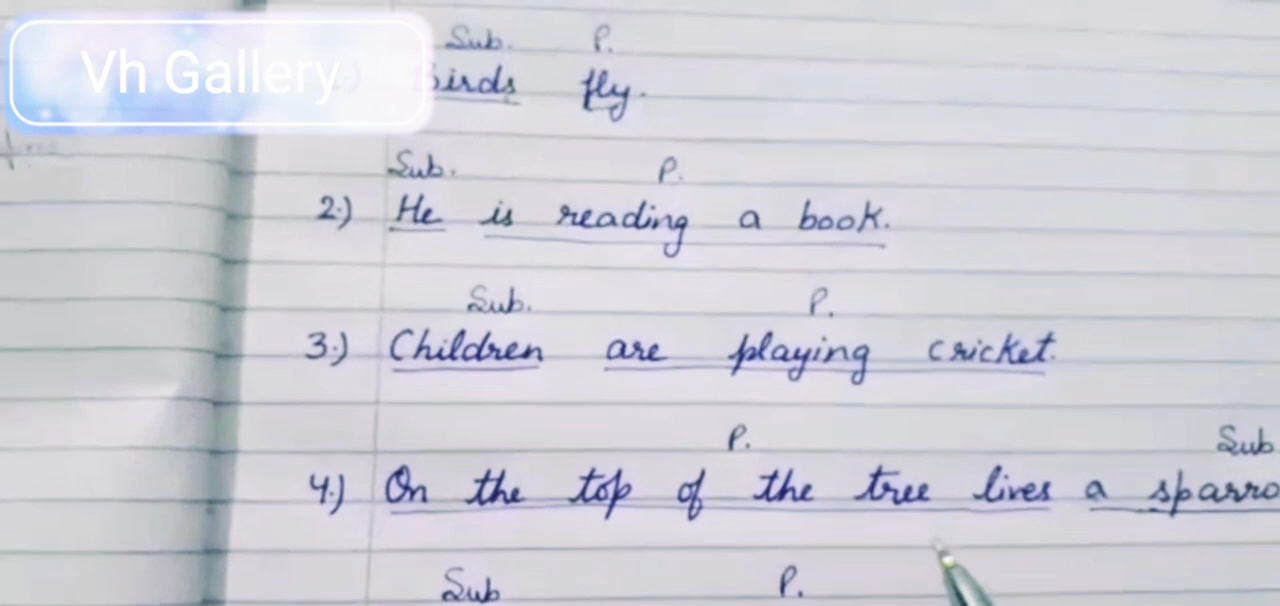 Vh Gallery
Sub. P.
Birds fly.
Sub. P.
2.) He is reading a book.
Sub. P.
3.) Children are playing cricket.
P. Sub
4.) On the top of the tree lives a sparro
Sub P.